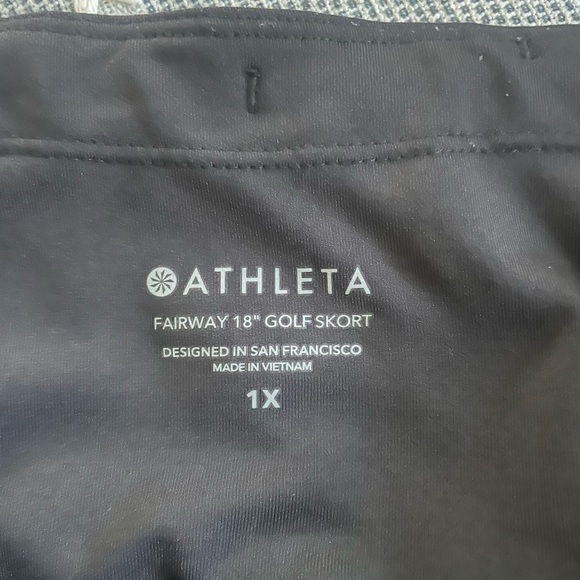 ATHLETA
FAIRWAY 18" GOLF SKORT
DESIGNED IN SAN FRANCISCO
MADE IN VIETNAM
1X